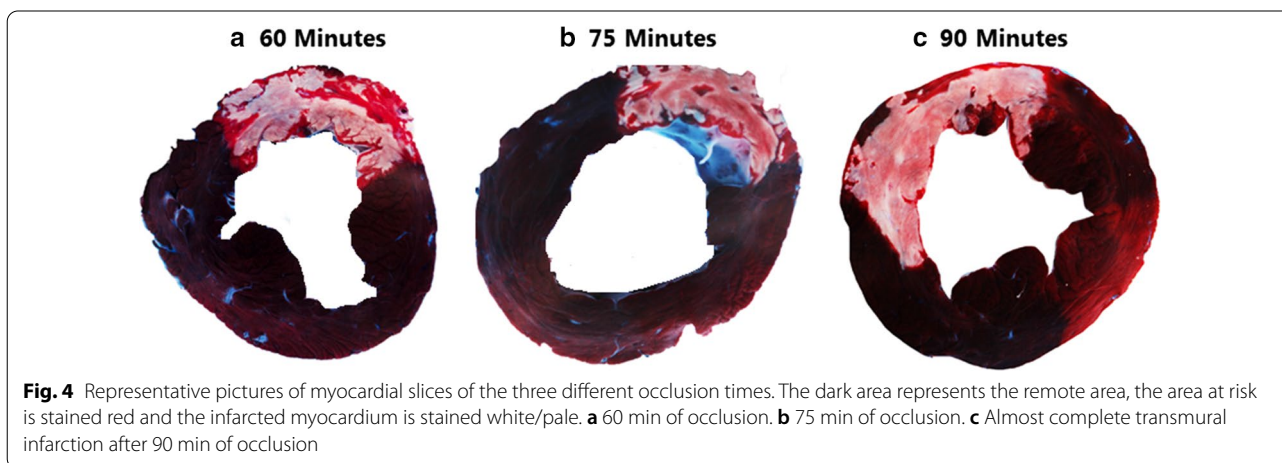 a 60 Minutes b 75 Minutes c 90 Minutes
Fig. 4 Representative pictures of myocardial slices of the three different occlusion times. The dark area represents the remote area, the area at risk
is stained red and the infarcted myocardium is stained white/pale. a 60 min of occlusion. b 75 min of occlusion. c Almost complete transmural
infarction after 90 min of occlusion